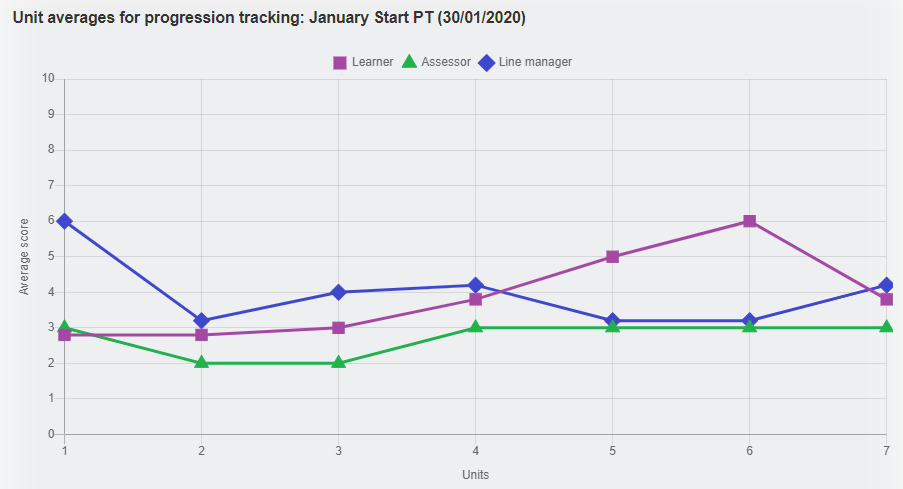 Unit averages for progression tracking: January Start PT (30/01/2020)
Learner Assessor Line manager
10
9
8
7
6
5
4
3
2
1
0
Average score
1 2 3 4 5 6 7
Units